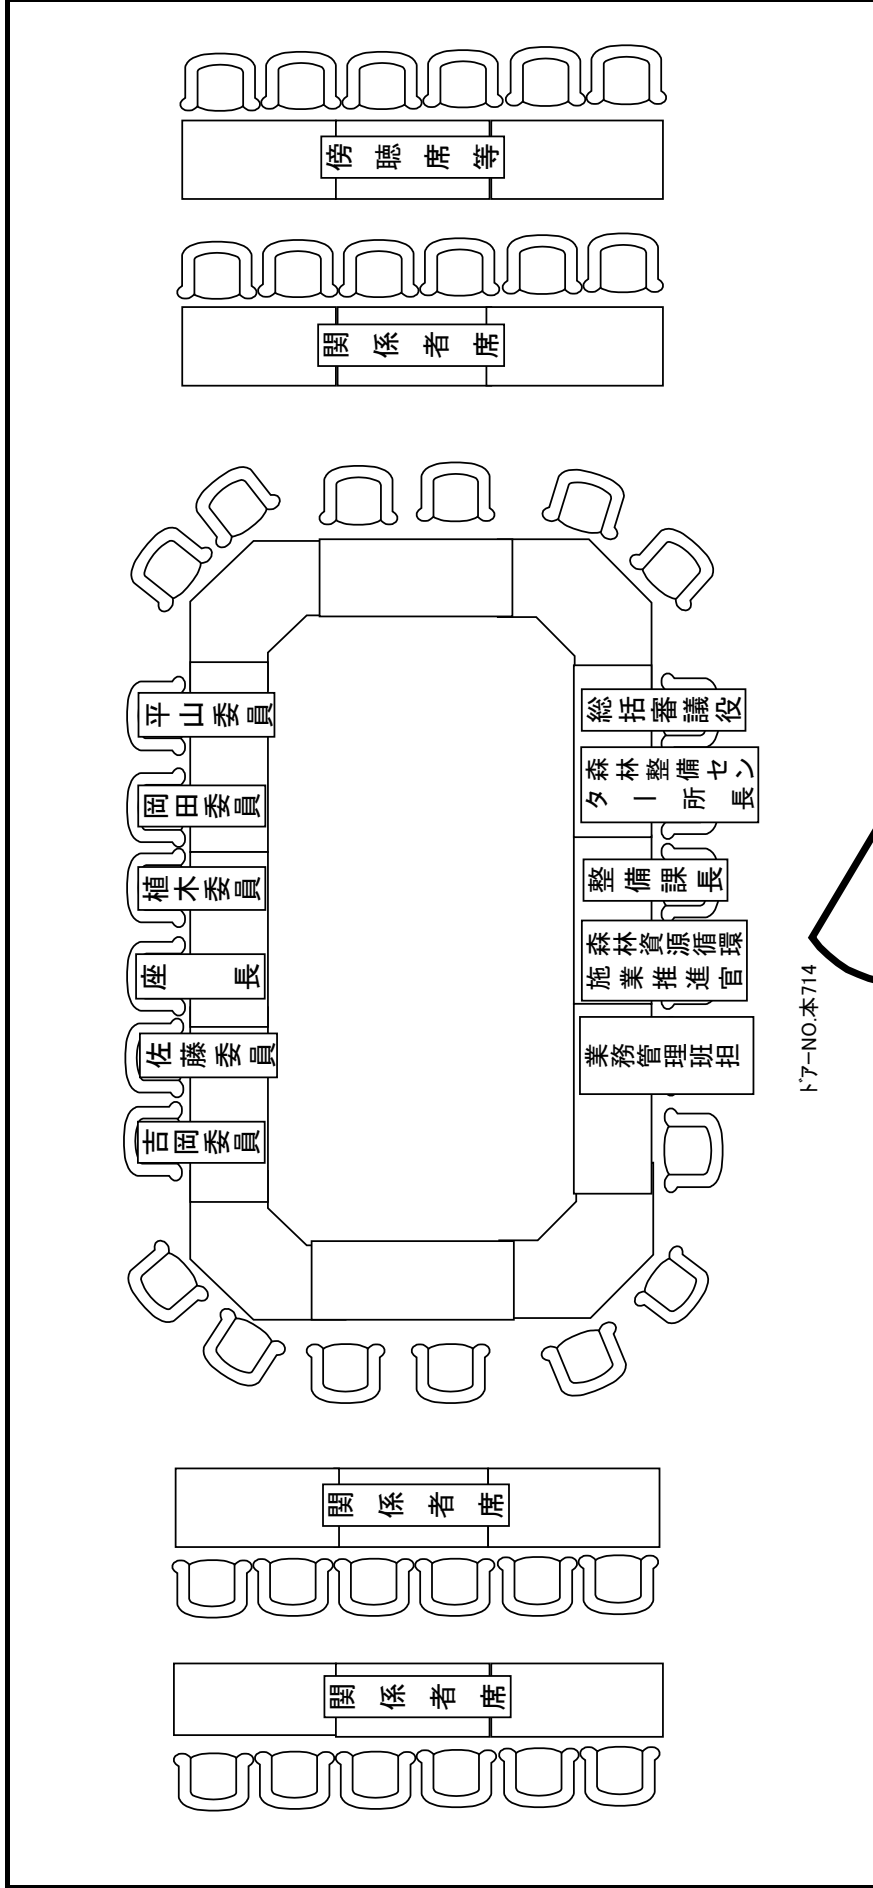 傍聴席等
関係者席
平山委員
岡田委員
植木委員
座長
佐藤委員
吉岡委員
総括審議役
森林整備セン
ター所長
整備課長
森林資源循環
施業推進官
業務管理班担
ドアーNO.本714
関係者席
関係者席